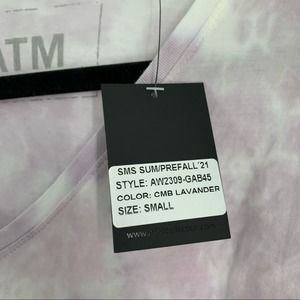 ATM
SMS SUM/PREFALL'21
STYLE: AW2309-GAB45
COLOR: CMB LAVANDER
SIZE: SMALL